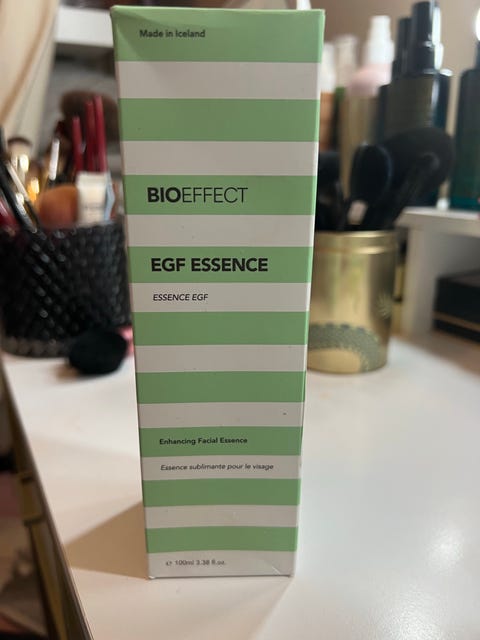 Made in Iceland
BIOEFFECT
EGF ESSENCE
ESSENCE EGF
Enhancing Facial Essence
Essence sublimante pour le visage
℮ 100ml 3.38 fl.oz.